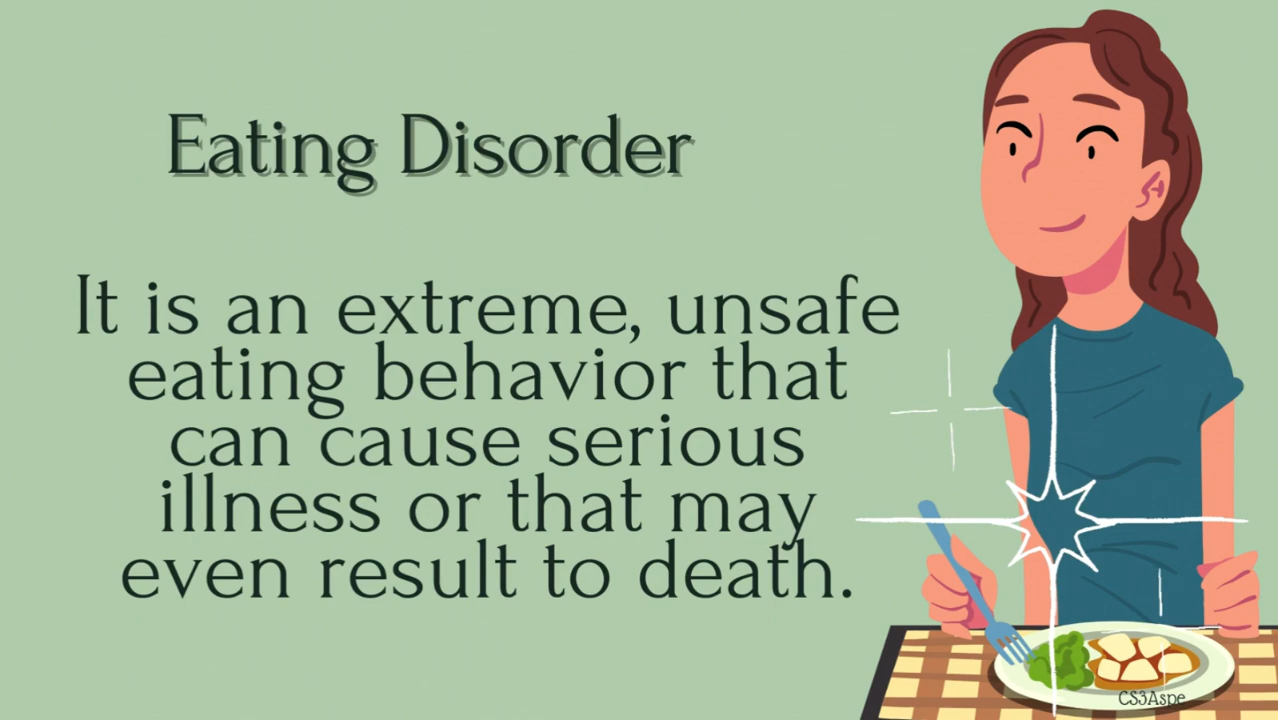 Eating Disorder
It is an extreme, unsafe
eating behavior that
can cause serious
illness or that may
even result to death.
CS3Aspe